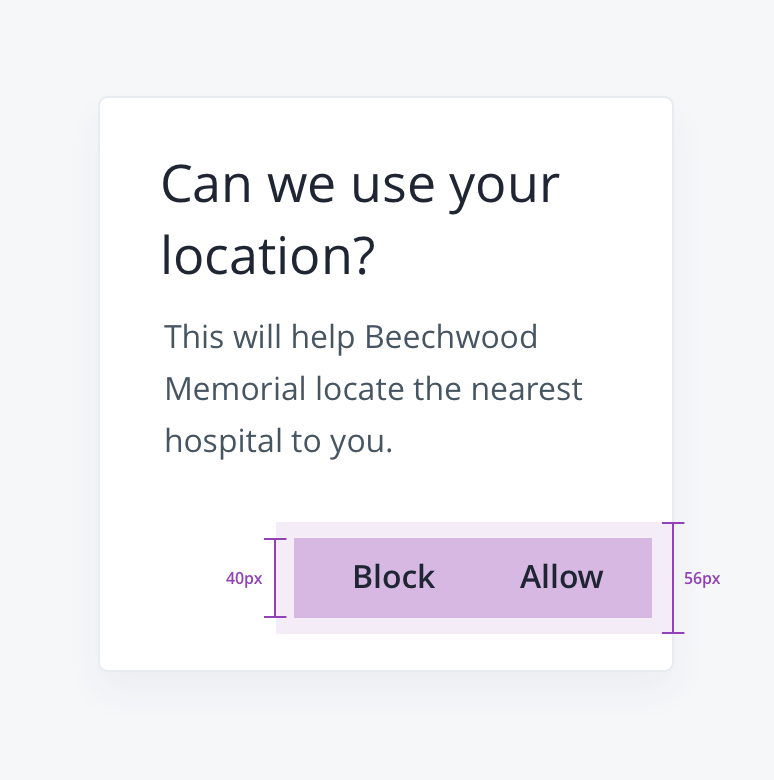 Can we use your
location?
This will help Beechwood
Memorial locate the nearest
hospital to you.
40px Block Allow 56px